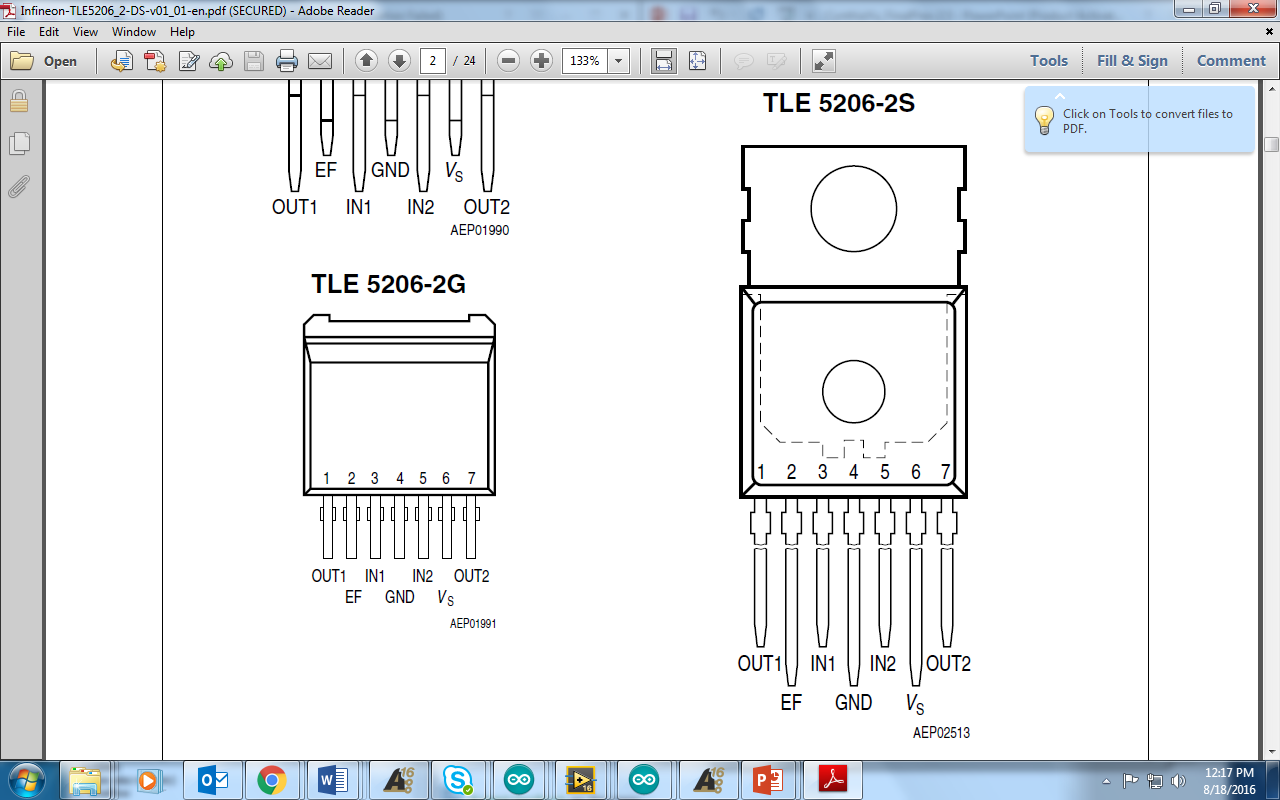 Infineon-TLE5206_2-DS-v01_01-en.pdf (SECURED) - Adobe Reader
File Edit View Window Help
Open 2 / 24 133% Tools Fill & Sign Comment
Click on Tools to convert files to
PDF.
EF GND VS
OUT1 IN1 IN2 OUT2
AEP01990
TLE 5206-2G
1 2 3 4 5 6 7
OUT1 IN1 IN2 OUT2
EF GND VS
AEP01991
TLE 5206-2S
1 2 3 4 5 6 7
OUT1 IN1 IN2 OUT2
EF GND VS
AEP02513
12:17 PM
8/18/2016